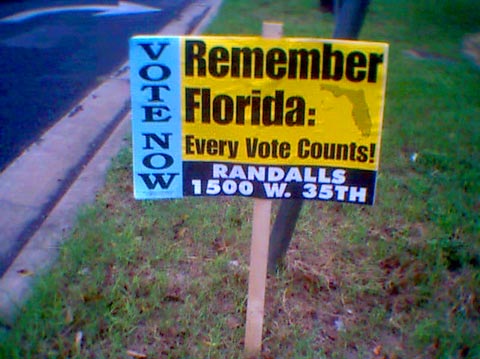 VOTE NOW
Remember
Florida:
Every Vote Counts!
RANDALLS
1500 W. 35TH